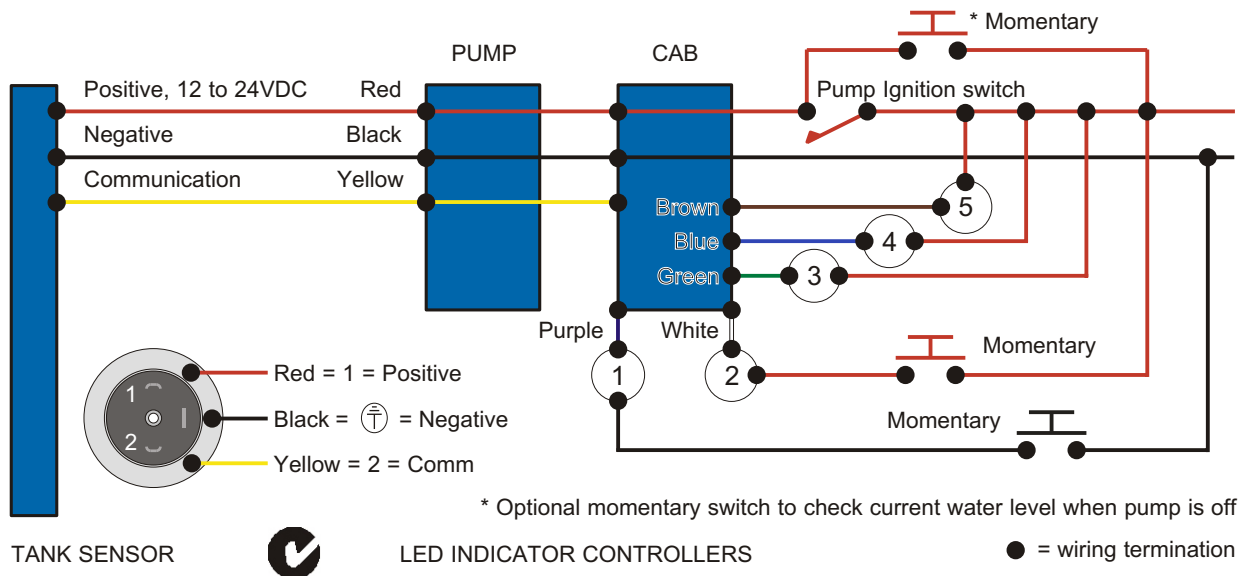 * Momentary
PUMP
CAB
Positive, 12 to 24VDC
Red
Pump Ignition switch
Negative
Black
Communication
Yellow
Brown
5
Blue
4
Green
3
Purple
White
1
2
Momentary
Momentary
1
2
Red = 1 = Positive
Black = = Negative
Yellow = 2 = Comm
* Optional momentary switch to check current water level when pump is off
TANK SENSOR
LED INDICATOR CONTROLLERS
= wiring termination